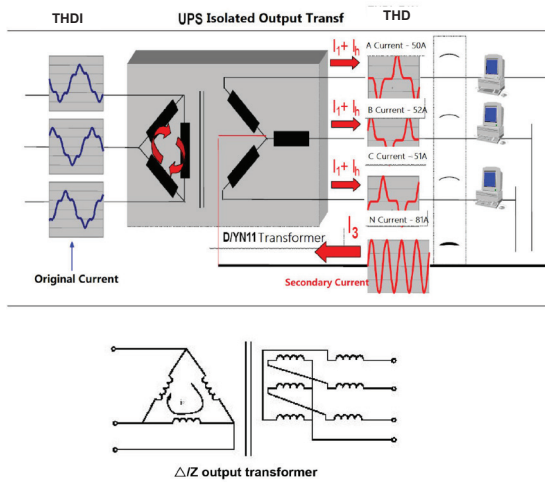 THDI
UPS Isolated Output Transf
THD
I1+ Ih
A Current - 50A
I1+ Ih
B Current - 52A
I1+ Ih
C Current - 51A
N Current - 81A
I3
D/YN11 Transformer
Original Current
Secondary Current
△/Z output transformer